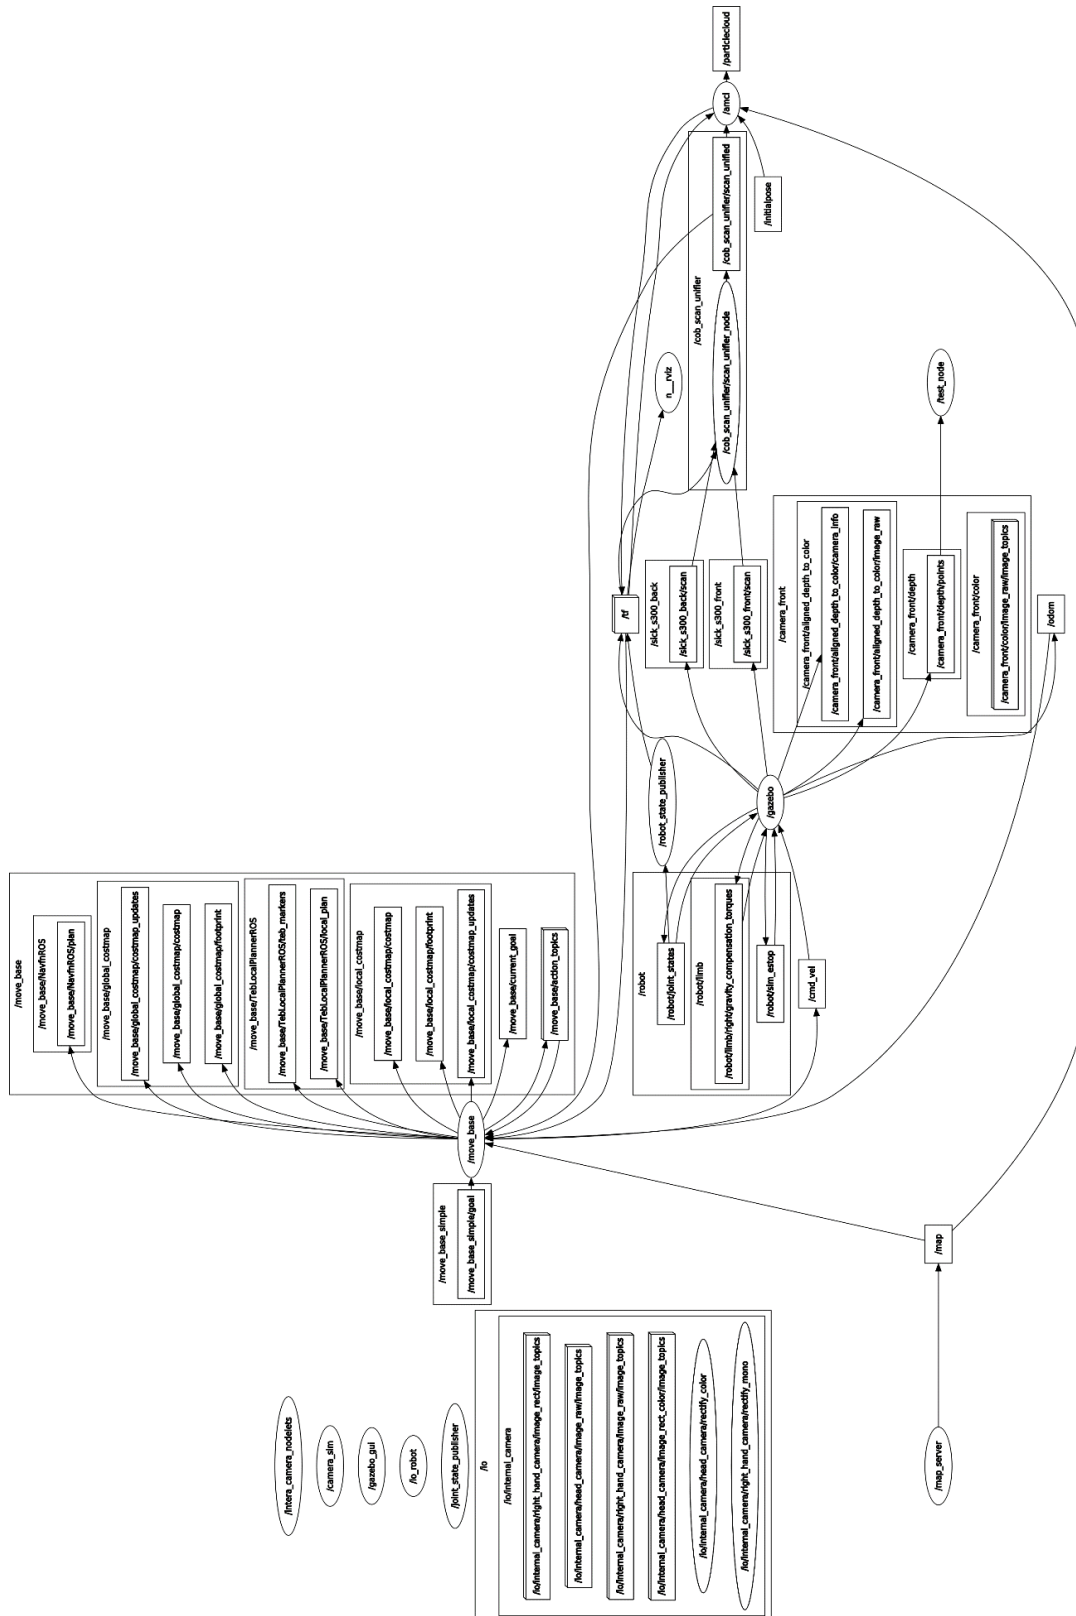 /intera_camera_nodelets
/camera_sim
/gazebo_gui
/io_robot
/joint_state_publisher
/io
/io/internal_camera
/io/internal_camera/right_hand_camera/image_rect/image_topics
/io/internal_camera/head_camera/image_raw/image_topics
/io/internal_camera/right_hand_camera/image_raw/image_topics
/io/internal_camera/head_camera/image_rect_color/image_topics
/io/internal_camera/head_camera/rectify_color
/io/internal_camera/right_hand_camera/rectify_mono
/map_server
/move_base_simple
/move_base_simple/goal
/map
/move_base
/move_base
/move_base/NavfnROS
/move_base/NavfnROS/plan
/move_base/global_costmap
/move_base/global_costmap/costmap_updates
/move_base/global_costmap/costmap
/move_base/global_costmap/footprint
/move_base/TebLocalPlannerROS
/move_base/TebLocalPlannerROS/teb_markers
/move_base/TebLocalPlannerROS/local_plan
/move_base/local_costmap
/move_base/local_costmap/costmap
/move_base/local_costmap/footprint
/move_base/local_costmap/costmap_updates
/move_base/current_goal
/move_base/action_topics
/robot
/robot/joint_states
/robot/limb
/robot/limb/right/gravity_compensation_torques
/robot/sim_estop
/cmd_vel
/robot_state_publisher
/gazebo
/tf
/sick_s300_back
/sick_s300_back/scan
/sick_s300_front
/sick_s300_front/scan
/camera_front
/camera_front/aligned_depth_to_color
/camera_front/aligned_depth_to_color/camera_info
/camera_front/aligned_depth_to_color/image_raw
/camera_front/depth
/camera_front/depth/points
/camera_front/color
/camera_front/color/image_raw/image_topics
/odom
n__rviz
/cob_scan_unifier
/cob_scan_unifier/scan_unifier_node
/cob_scan_unifier/scan_unified
/test_node
/initialpose
/amcl
/particlecloud